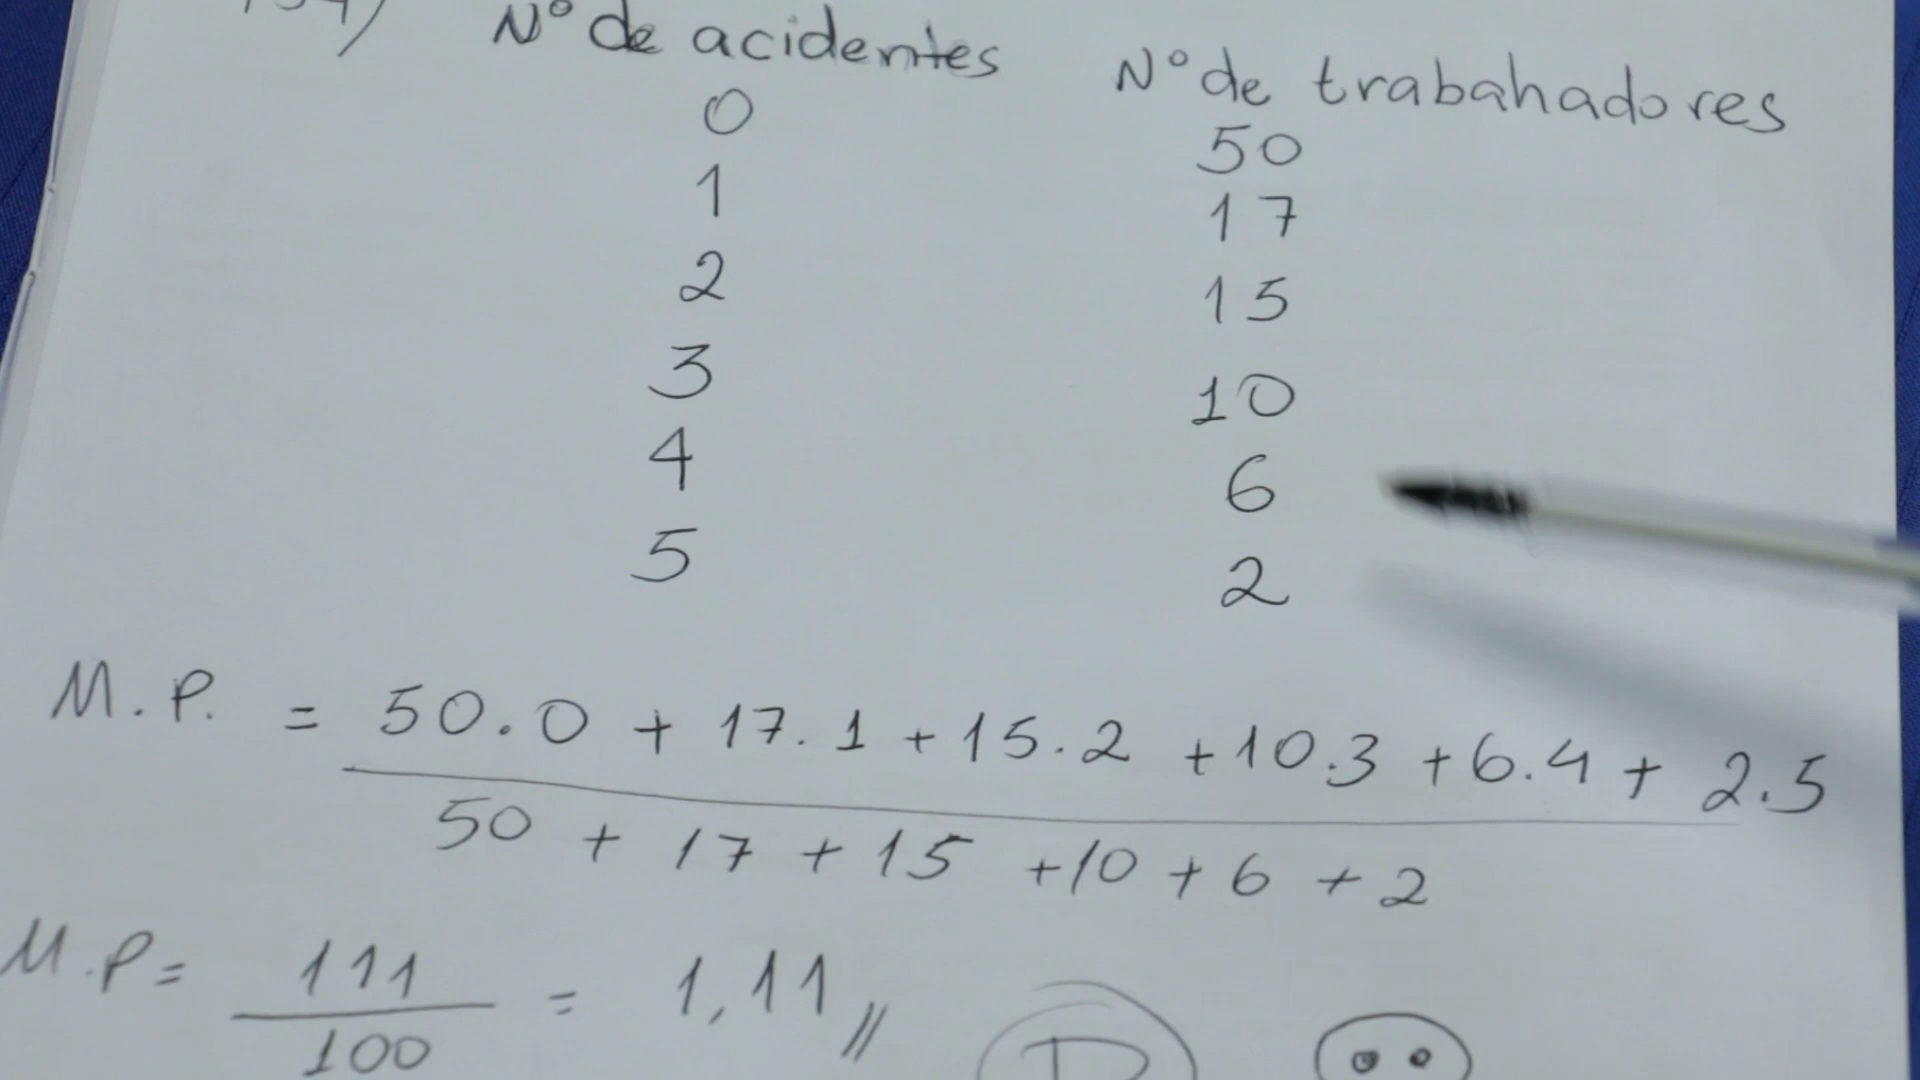 Nº de acidentes Nº de trabahadores
0 50
1 17
2 15
3 10
4 6
5 2
M.P. = 50.0 + 17.1 + 15.2 + 10.3 + 6.4 + 2.5
50 + 17 + 15 + 10 + 6 + 2
M.P = 111 = 1,11 // D
100